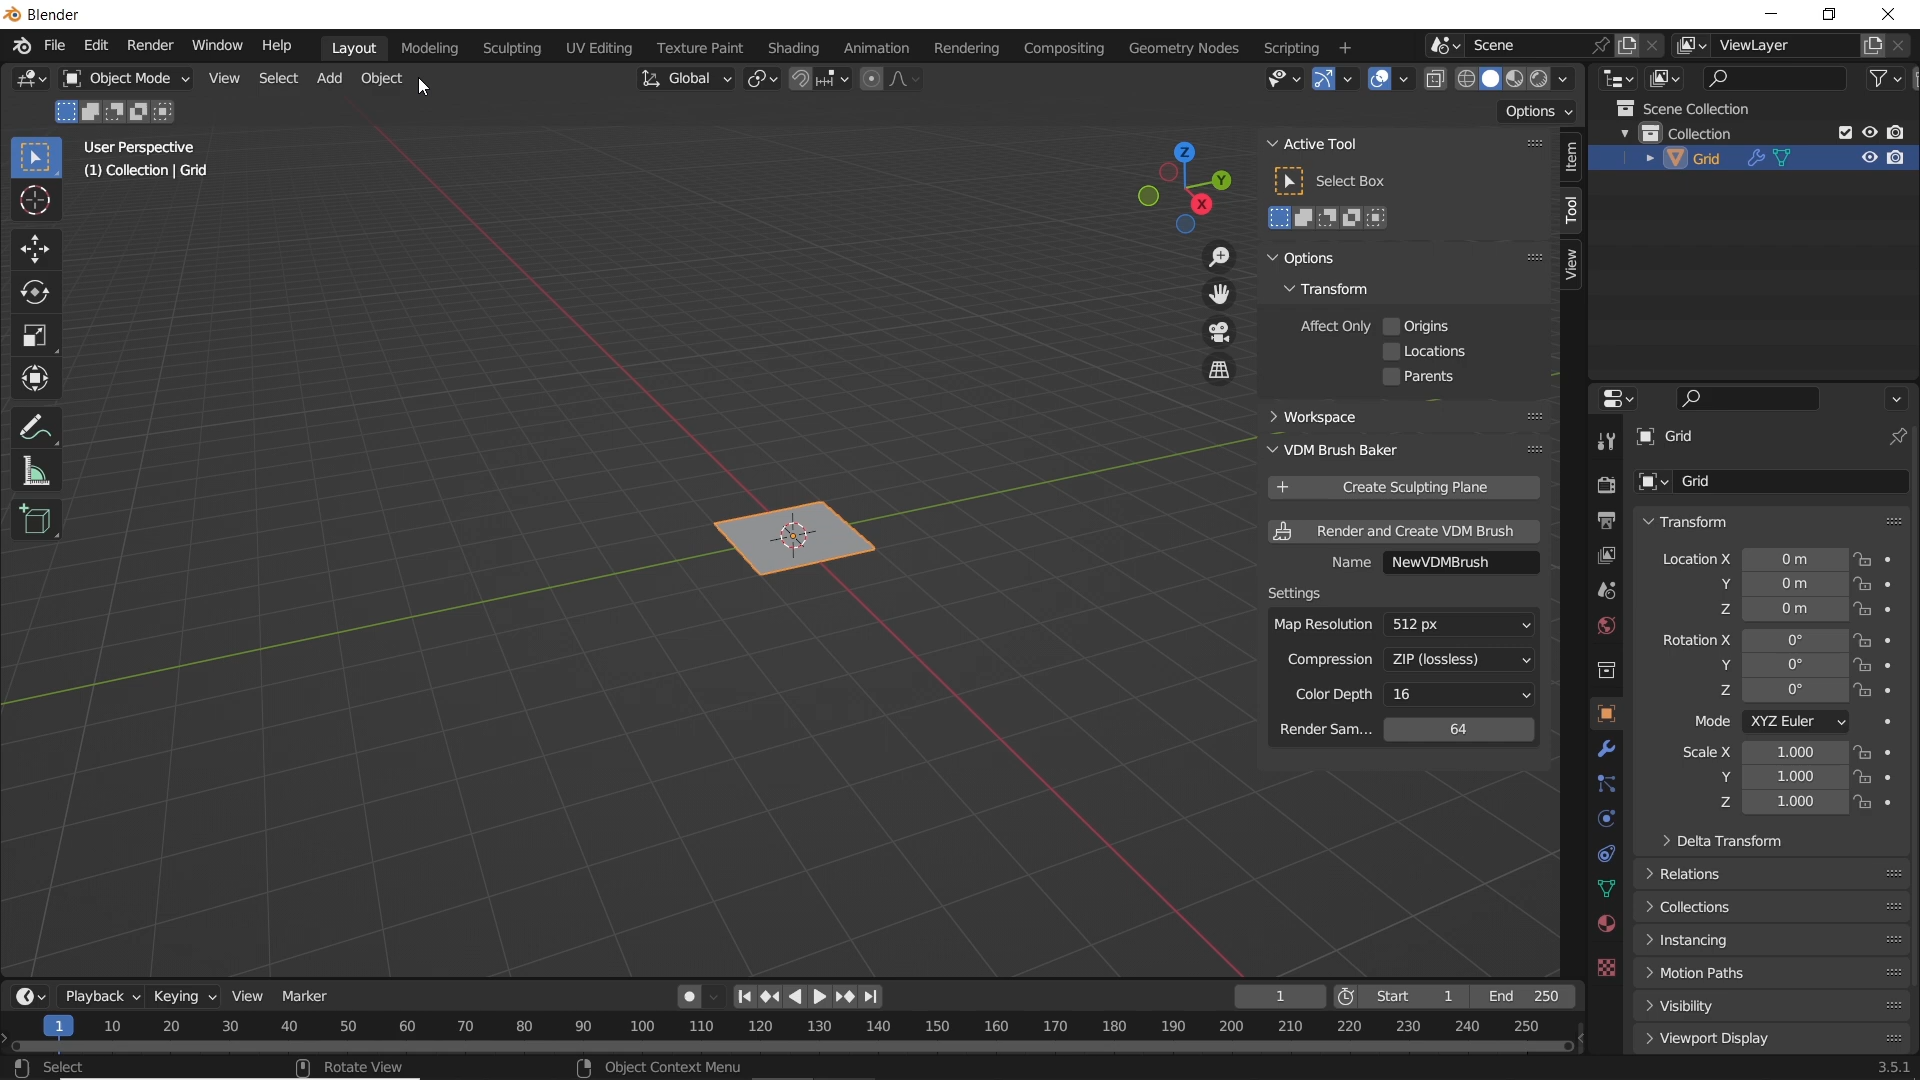 Blender
File Edit Render Window Help Layout Modeling Sculpting UV Editing Texture Paint Shading Animation Rendering Compositing Geometry Nodes Scripting + Scene ViewLayer
Object Mode View Select Add Object Global
Options
User Perspective
(1) Collection | Grid
Z
Y
X
Active Tool
Select Box
Options
Transform
Affect Only Origins
Locations
Parents
Workspace
VDM Brush Baker
Create Sculpting Plane
Render and Create VDM Brush
Name NewVDMBrush
Settings
Map Resolution 512 px
Compression ZIP (lossless)
Color Depth 16
Render Sam... 64
Item
Tool
View
Scene Collection
Collection
Grid
Grid
Grid
Transform
Location X 0 m
Y 0 m
Z 0 m
Rotation X 0°
Y 0°
Z 0°
Mode XYZ Euler
Scale X 1.000
Y 1.000
Z 1.000
Delta Transform
Relations
Collections
Instancing
Motion Paths
Visibility
Viewport Display
Playback Keying View Marker 1 Start 1 End 250
1 10 20 30 40 50 60 70 80 90 100 110 120 130 140 150 160 170 180 190 200 210 220 230 240 250
Select Rotate View Object Context Menu 3.5.1